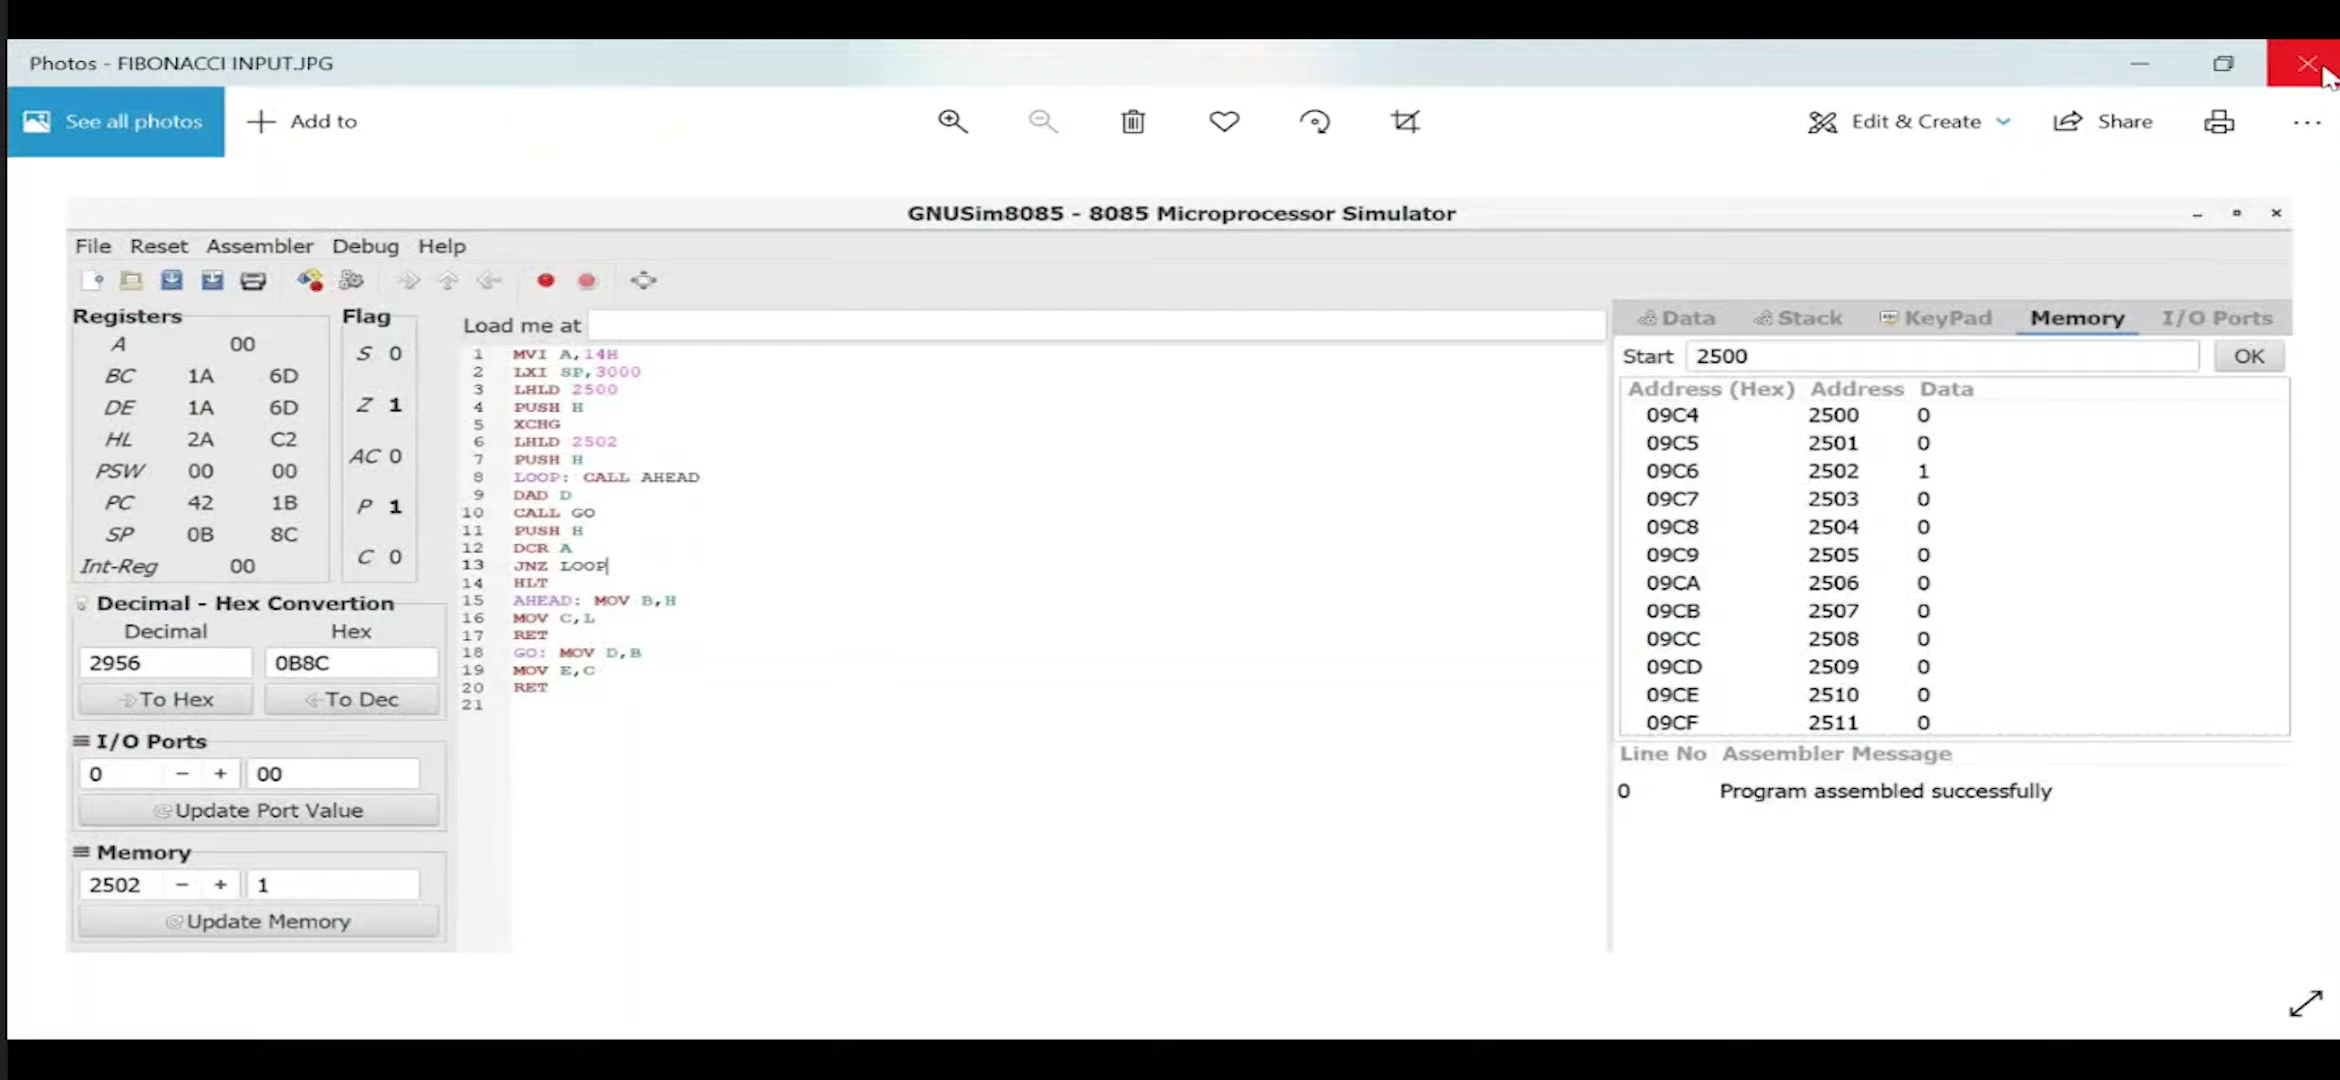 Photos - FIBONACCI INPUT.JPG
See all photos
Add to
Edit & Create
Share
GNUSim8085 - 8085 Microprocessor Simulator
File Reset Assembler Debug Help
Registers
A 00
BC 1A 6D
DE 1A 6D
HL 2A C2
PSW 00 00
PC 42 1B
SP 0B 8C
Int-Reg 00
Flag
S 0
Z 1
AC 0
P 1
C 0
Decimal - Hex Convertion
Decimal Hex
2956 0B8C
To Hex To Dec
I/O Ports
0 - + 00
Update Port Value
Memory
2502 - + 1
Update Memory
Load me at
1 MVI A,14H
2 LXI SP,3000
3 LHLD 2500
4 PUSH H
5 XCHG
6 LHLD 2502
7 PUSH H
8 LOOP: CALL AHEAD
9 DAD D
10 CALL GO
11 PUSH H
12 DCR A
13 JNZ LOOP
14 HLT
15 AHEAD: MOV B,H
16 MOV C,L
17 RET
18 GO: MOV D,B
19 MOV E,C
20 RET
21
Data Stack KeyPad Memory I/O Ports
Start 2500 OK
Address (Hex) Address Data
09C4 2500 0
09C5 2501 0
09C6 2502 1
09C7 2503 0
09C8 2504 0
09C9 2505 0
09CA 2506 0
09CB 2507 0
09CC 2508 0
09CD 2509 0
09CE 2510 0
09CF 2511 0
Line No Assembler Message
0 Program assembled successfully